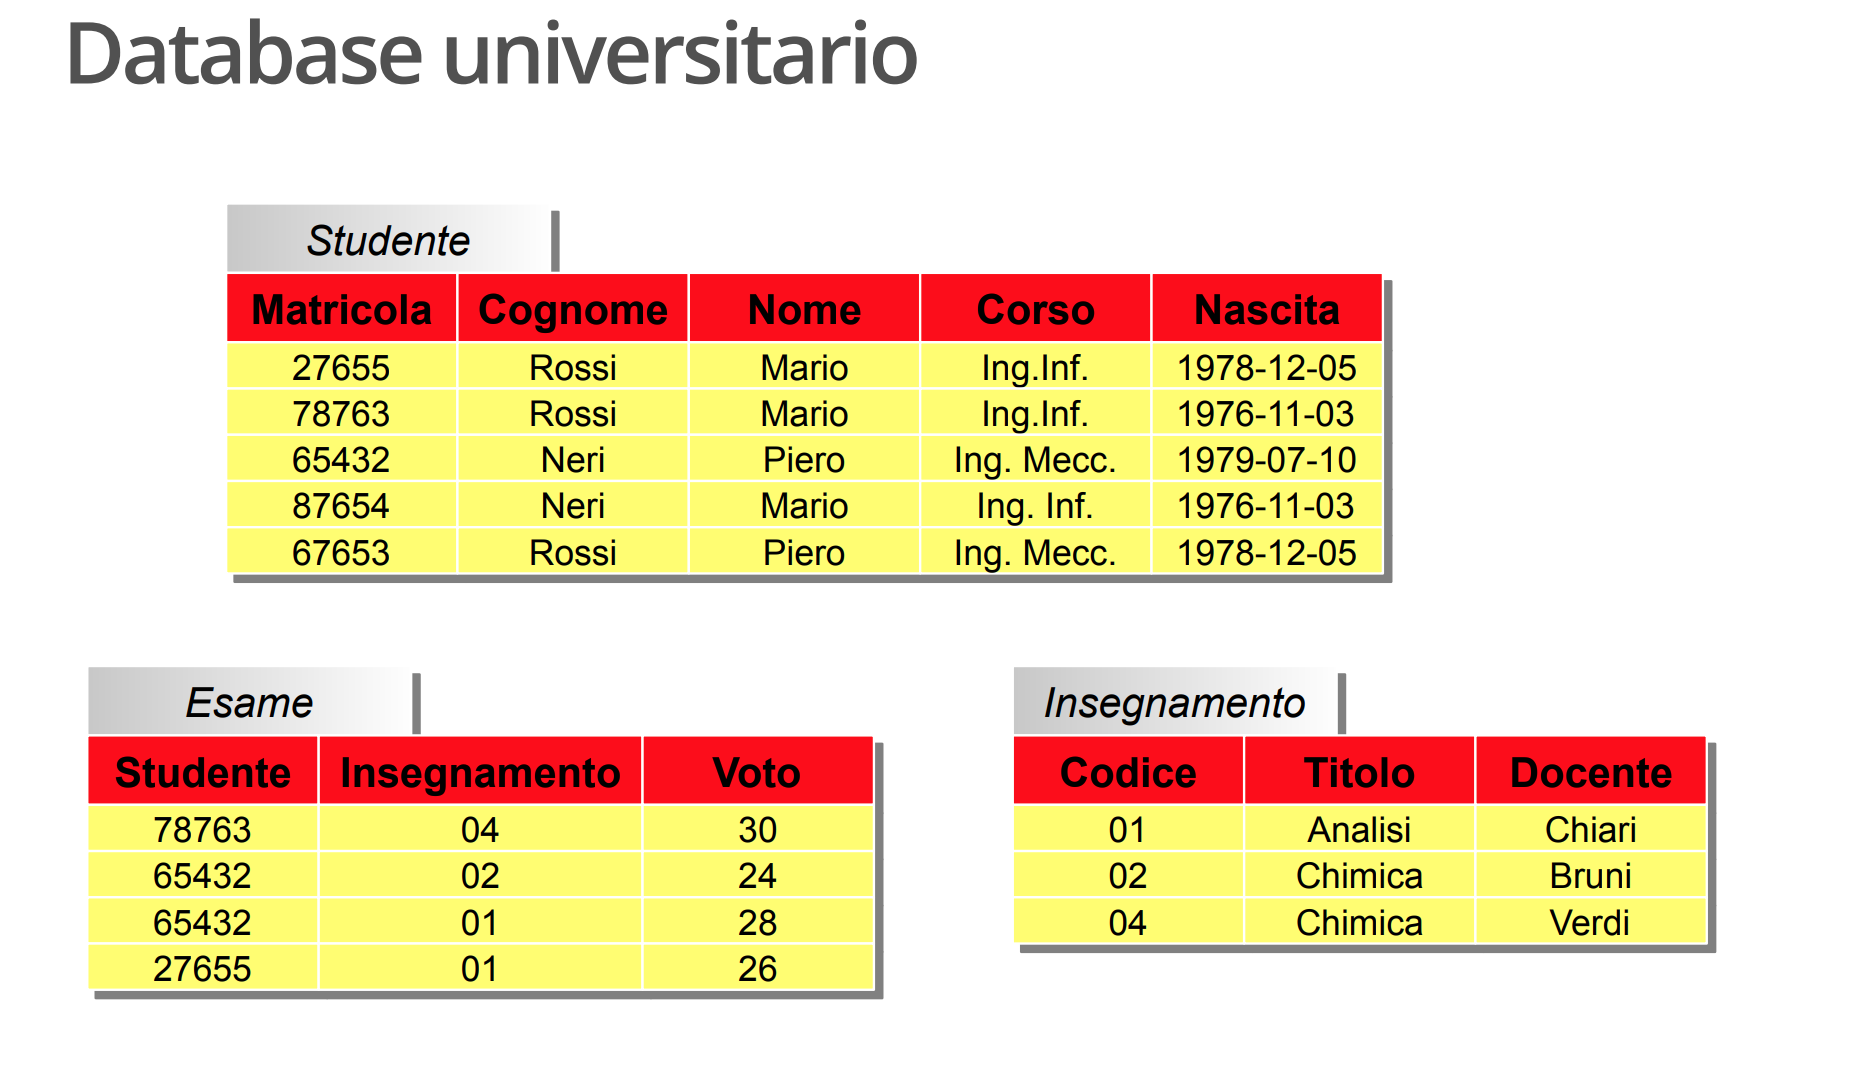 Database universitario
Studente
Matricola Cognome Nome Corso Nascita
27655 Rossi Mario Ing.Inf. 1978-12-05
78763 Rossi Mario Ing.Inf. 1976-11-03
65432 Neri Piero Ing. Mecc. 1979-07-10
87654 Neri Mario Ing. Inf. 1976-11-03
67653 Rossi Piero Ing. Mecc. 1978-12-05
Esame
Studente Insegnamento Voto
78763 04 30
65432 02 24
65432 01 28
27655 01 26
Insegnamento
Codice Titolo Docente
01 Analisi Chiari
02 Chimica Bruni
04 Chimica Verdi